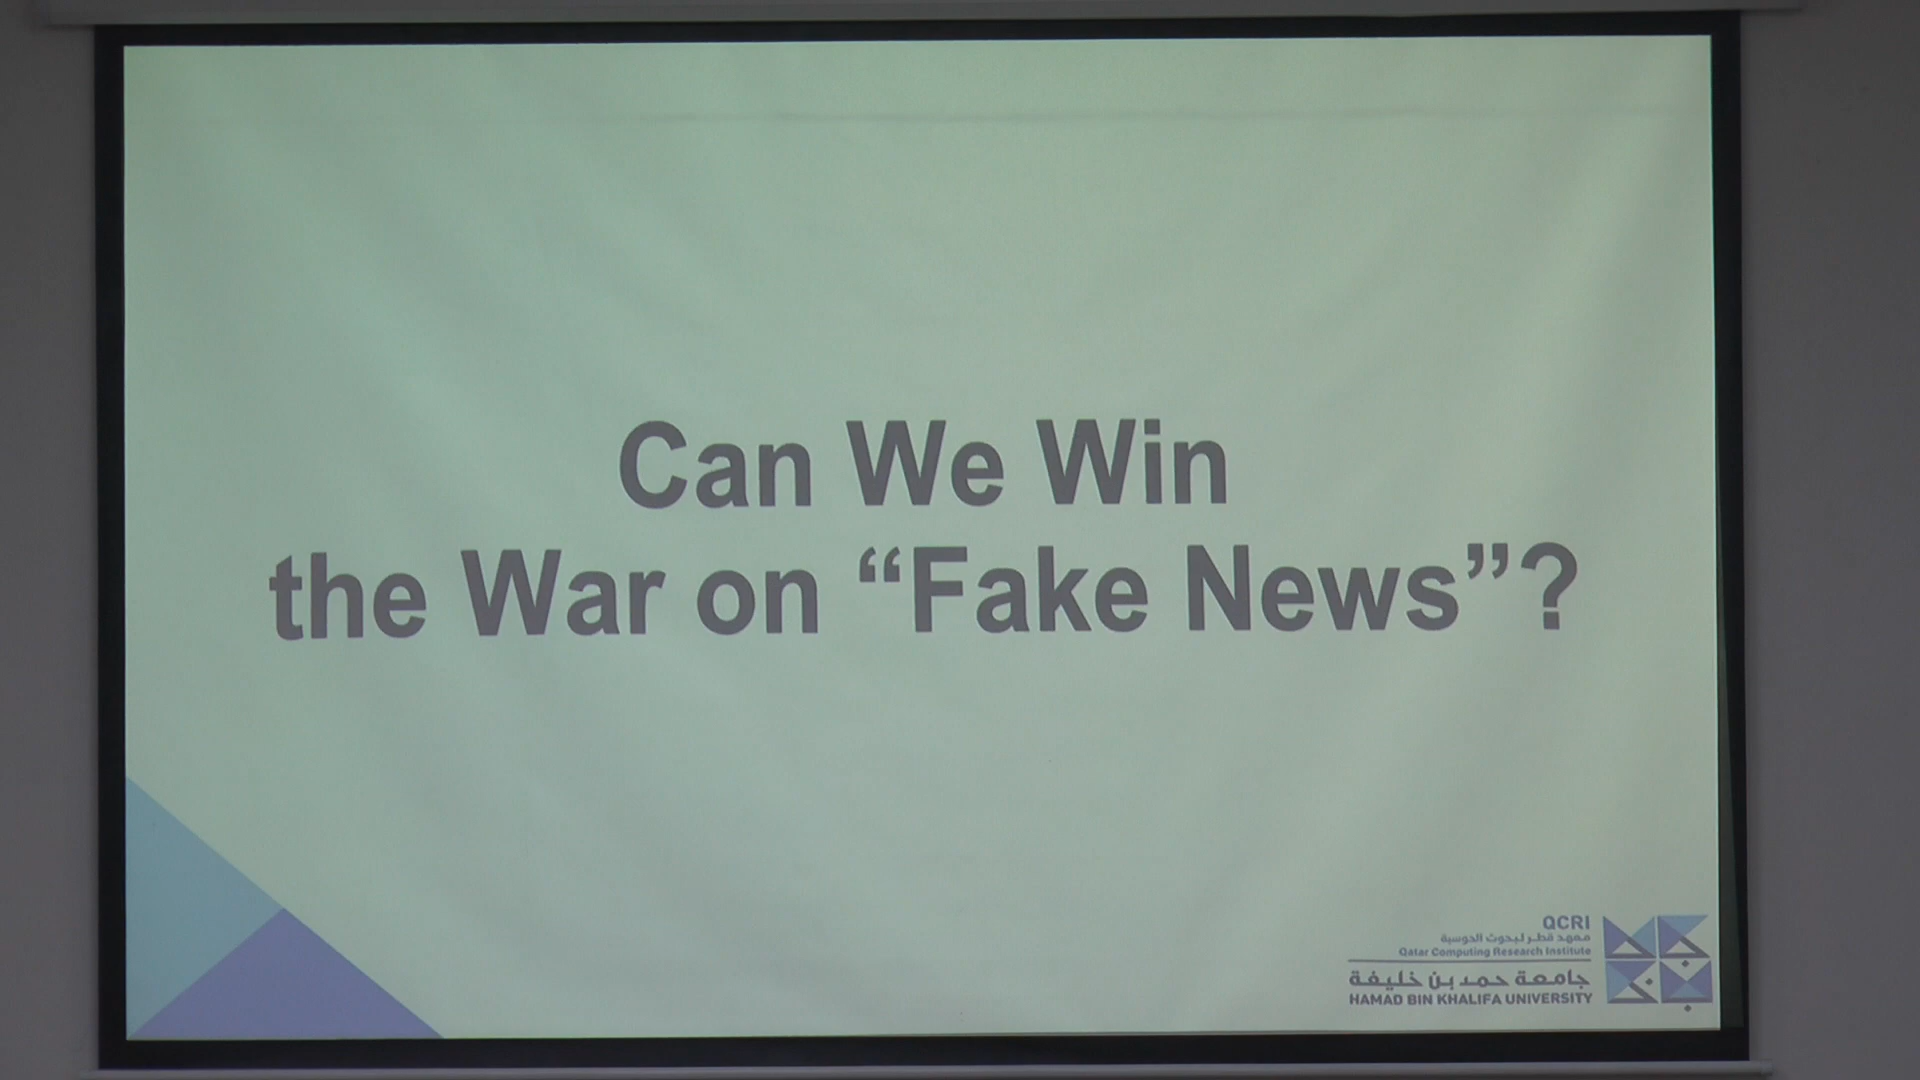 Can We Win
the War on “Fake News”?
QCRI
معهد قطر لبحوث الحوسبة
Qatar Computing Research Institute
جامعة حمد بن خليفة
HAMAD BIN KHALIFA UNIVERSITY